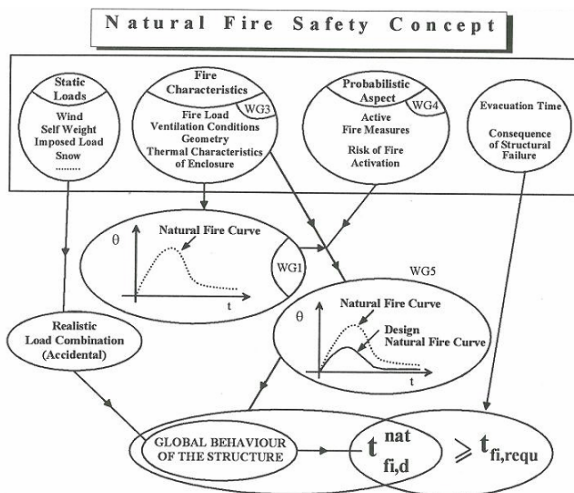 Natural Fire Safety Concept
Static
Loads
Wind
Self Weight
Imposed Load
Snow
.........
Fire
Characteristics
WG3
Fire Load
Ventilation Conditions
Geometry
Thermal Characteristics
of Enclosure
Probabilistic
Aspect
WG4
Active
Fire Measures
Risk of Fire
Activation
Evacuation Time
Consequence
of Structural
Failure
θ
Natural Fire Curve
t
WG1
WG5
θ
Natural Fire Curve
Design
Natural Fire Curve
t
Realistic
Load Combination
(Accidental)
GLOBAL BEHAVIOUR
OF THE STRUCTURE
t nat fi,d ≥ t fi,requ